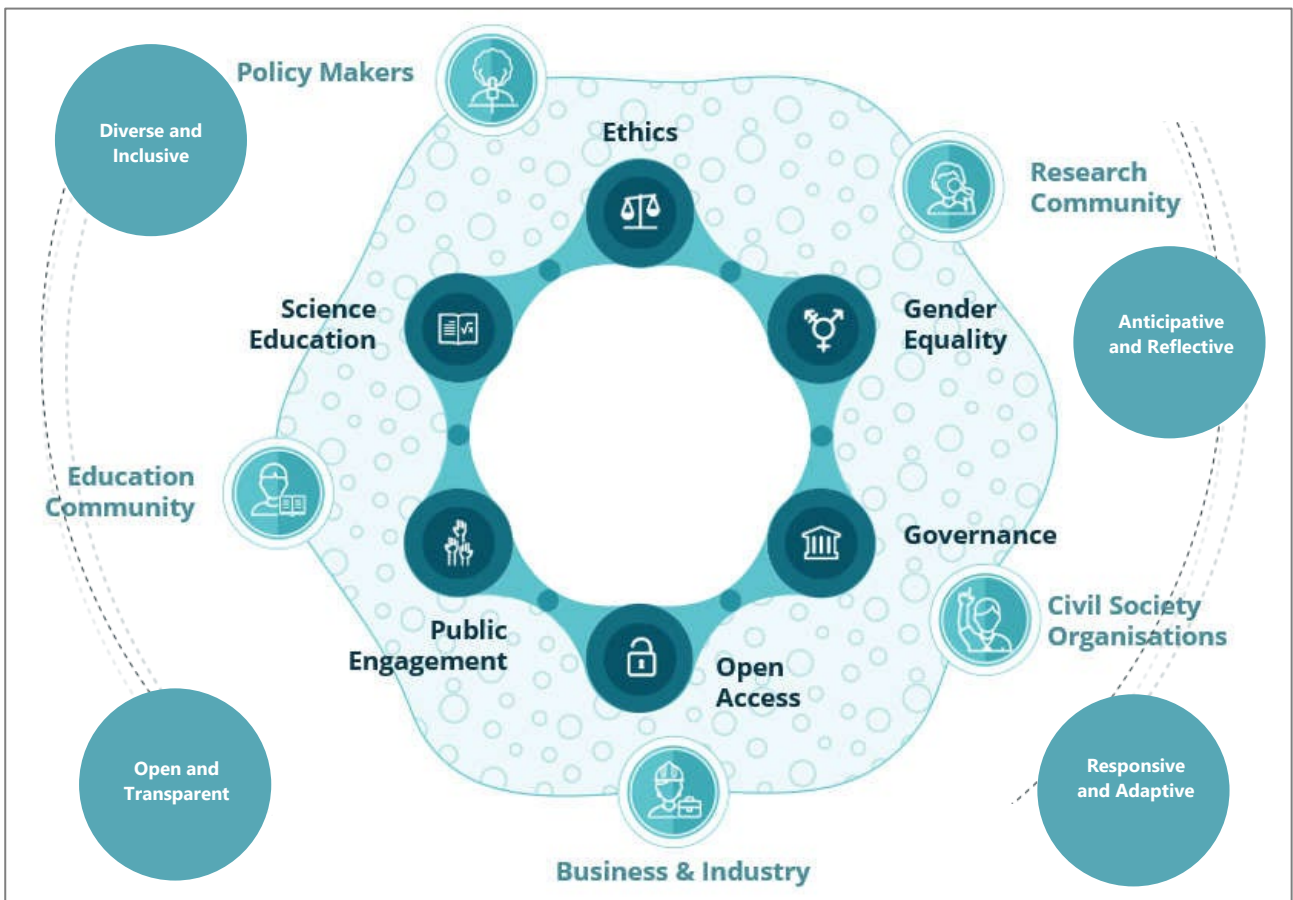 Policy Makers
Diverse and
Inclusive
Ethics
Research
Community
Science
Education
Gender
Equality
Anticipative
and Reflective
Education
Community
Governance
Public
Engagement
Civil Society
Organisations
Open
Access
Open and
Transparent
Responsive
and Adaptive
Business & Industry